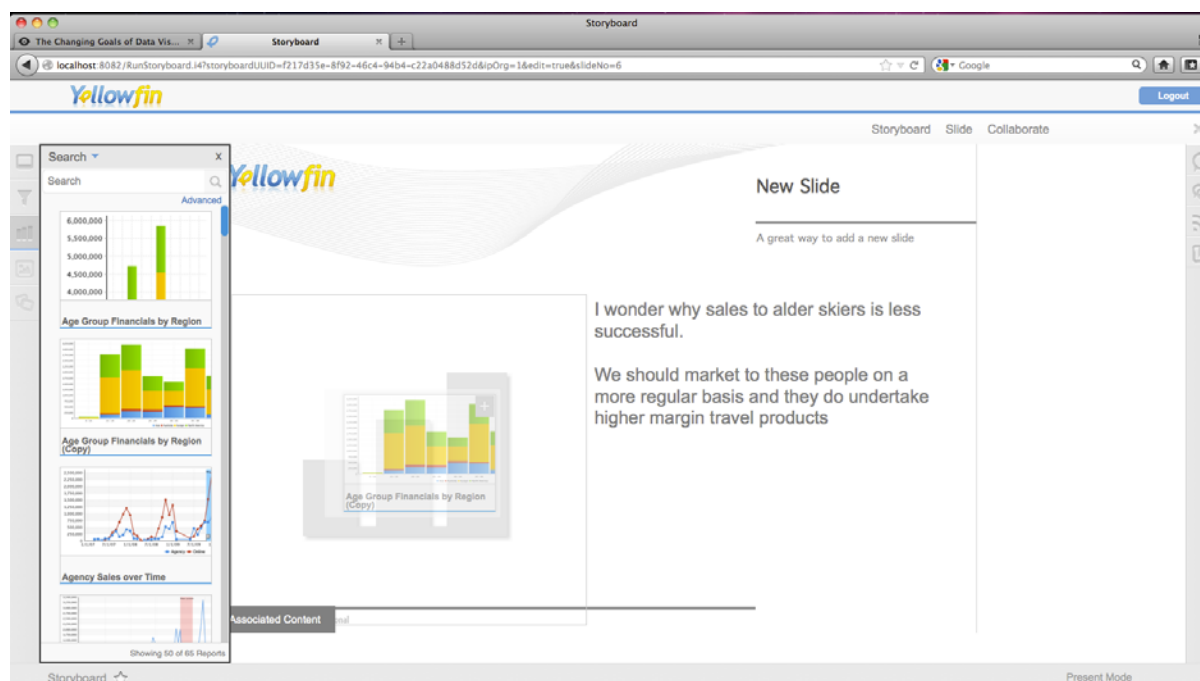 Storyboard
The Changing Goals of Data Vis...
Storyboard
localhost:8082/RunStoryboard.i4?storyboardUUID=f217d35e-8f92-46c4-94b4-c22a0488d52d&ipOrg=1&edit=true&slideNo=6
Google
Yellowfin
Logout
Storyboard Slide Collaborate
Search
X
Search
Advanced
6,000,000
5,500,000
5,000,000
4,500,000
4,000,000
Age Group Financials by Region
Age Group Financials by Region
(Copy)
Agency Online
Agency Sales over Time
Showing 50 of 65 Reports
Yellowfin
New Slide
A great way to add a new slide
I wonder why sales to alder skiers is less
successful.
We should market to these people on a
more regular basis and they do undertake
higher margin travel products
Age Group Financials by Region
(Copy)
Associated Content
Storyboard
Present Mode